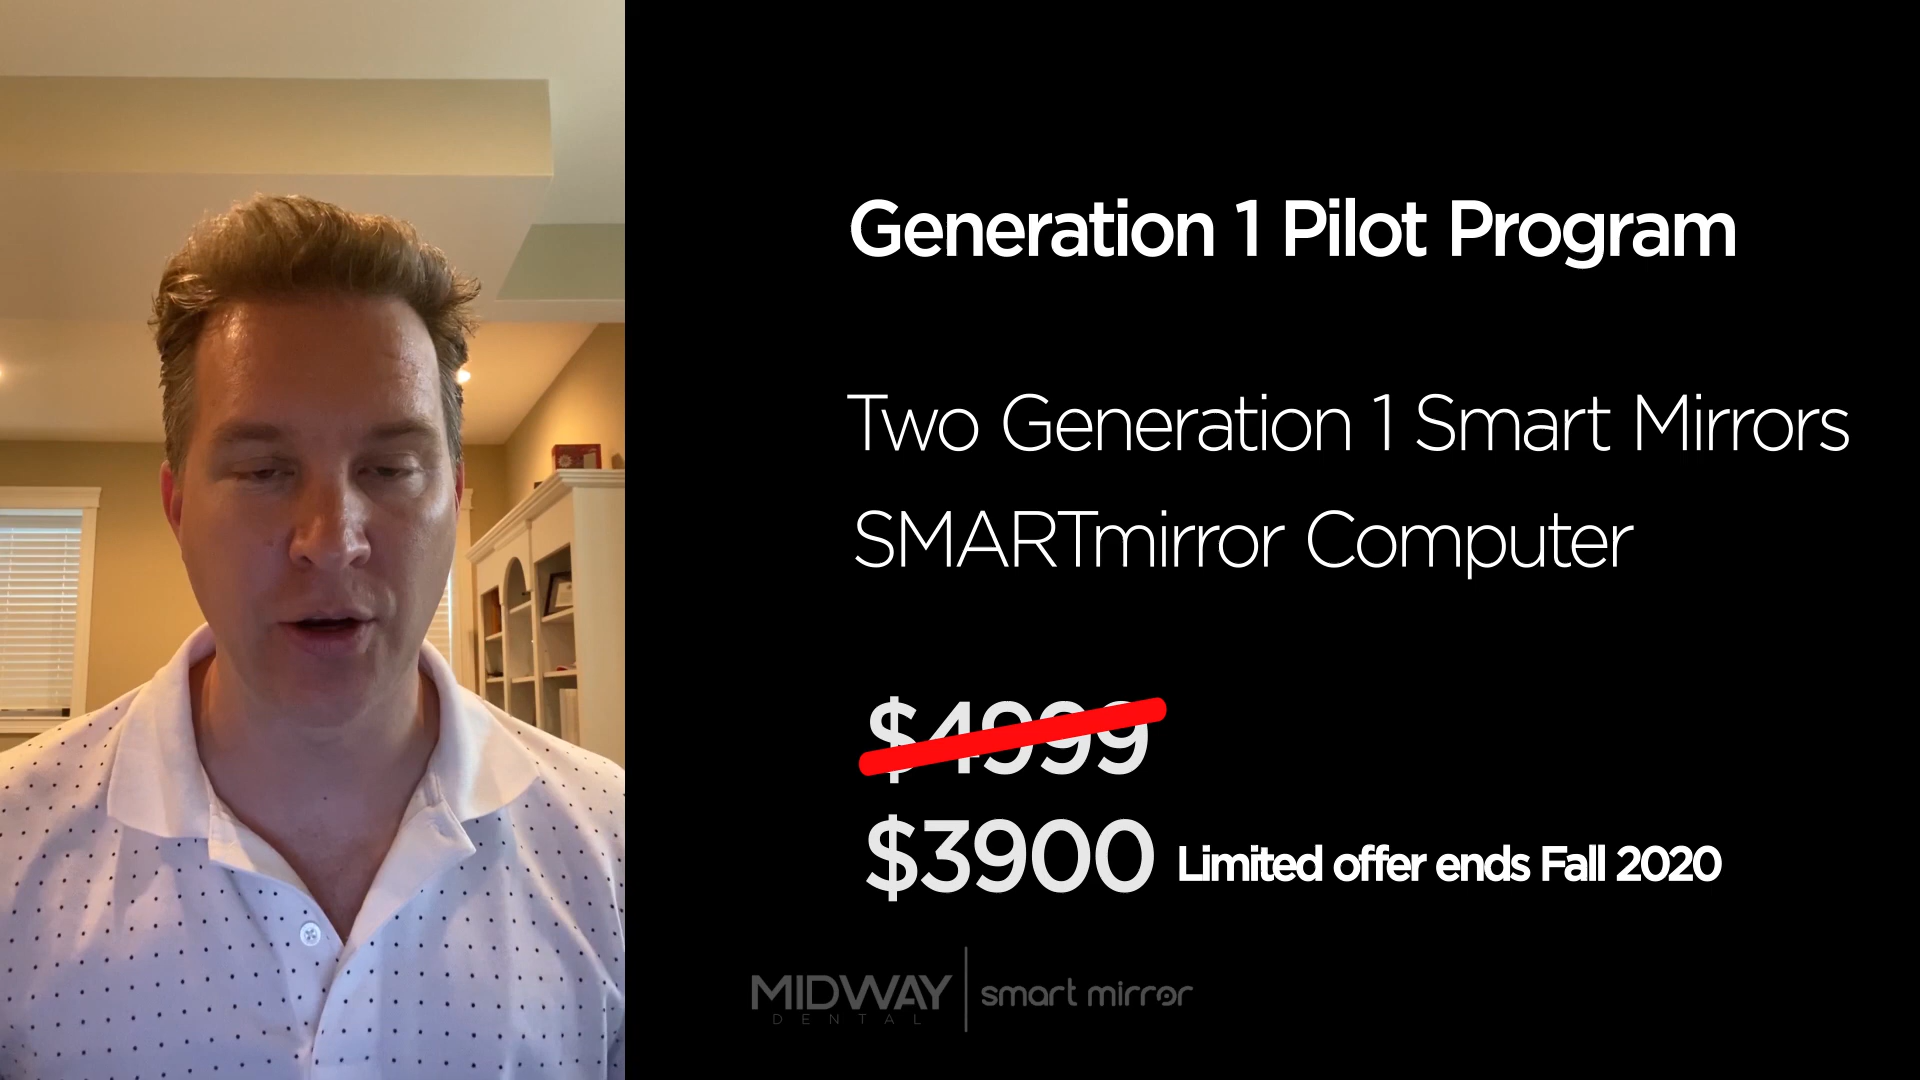 Generation 1 Pilot Program
Two Generation 1 Smart Mirrors
SMARTmirror Computer
$4999
$3900 Limited offer ends Fall 2020
MIDWAY
DENTAL
smart mirror